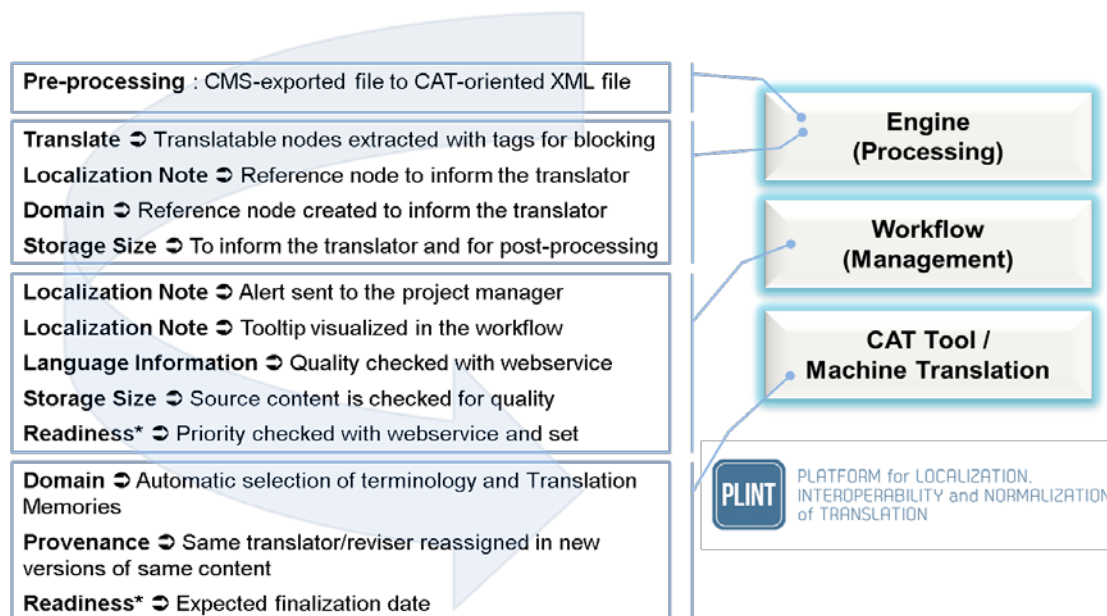 Pre-processing : CMS-exported file to CAT-oriented XML file
Translate ➲ Translatable nodes extracted with tags for blocking
Localization Note ➲ Reference node to inform the translator
Domain ➲ Reference node created to inform the translator
Storage Size ➲ To inform the translator and for post-processing
Localization Note ➲ Alert sent to the project manager
Localization Note ➲ Tooltip visualized in the workflow
Language Information ➲ Quality checked with webservice
Storage Size ➲ Source content is checked for quality
Readiness* ➲ Priority checked with webservice and set
Domain ➲ Automatic selection of terminology and Translation
Memories
Provenance ➲ Same translator/reviser reassigned in new
versions of same content
Readiness* ➲ Expected finalization date
Engine
(Processing)
Workflow
(Management)
CAT Tool /
Machine Translation
PLINT
PLATFORM for LOCALIZATION,
INTEROPERABILITY and NORMALIZATION
of TRANSLATION